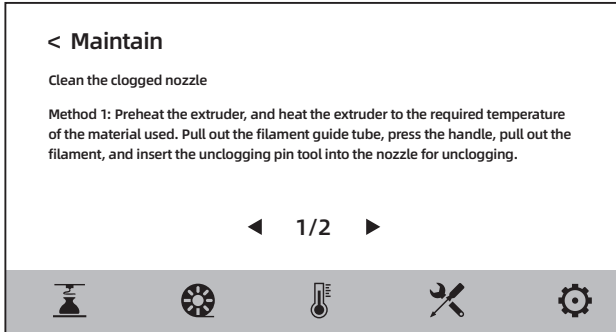 < Maintain
Clean the clogged nozzle
Method 1: Preheat the extruder, and heat the extruder to the required temperature
of the material used. Pull out the filament guide tube, press the handle, pull out the
filament, and insert the unclogging pin tool into the nozzle for unclogging.
◀ 1/2 ▶